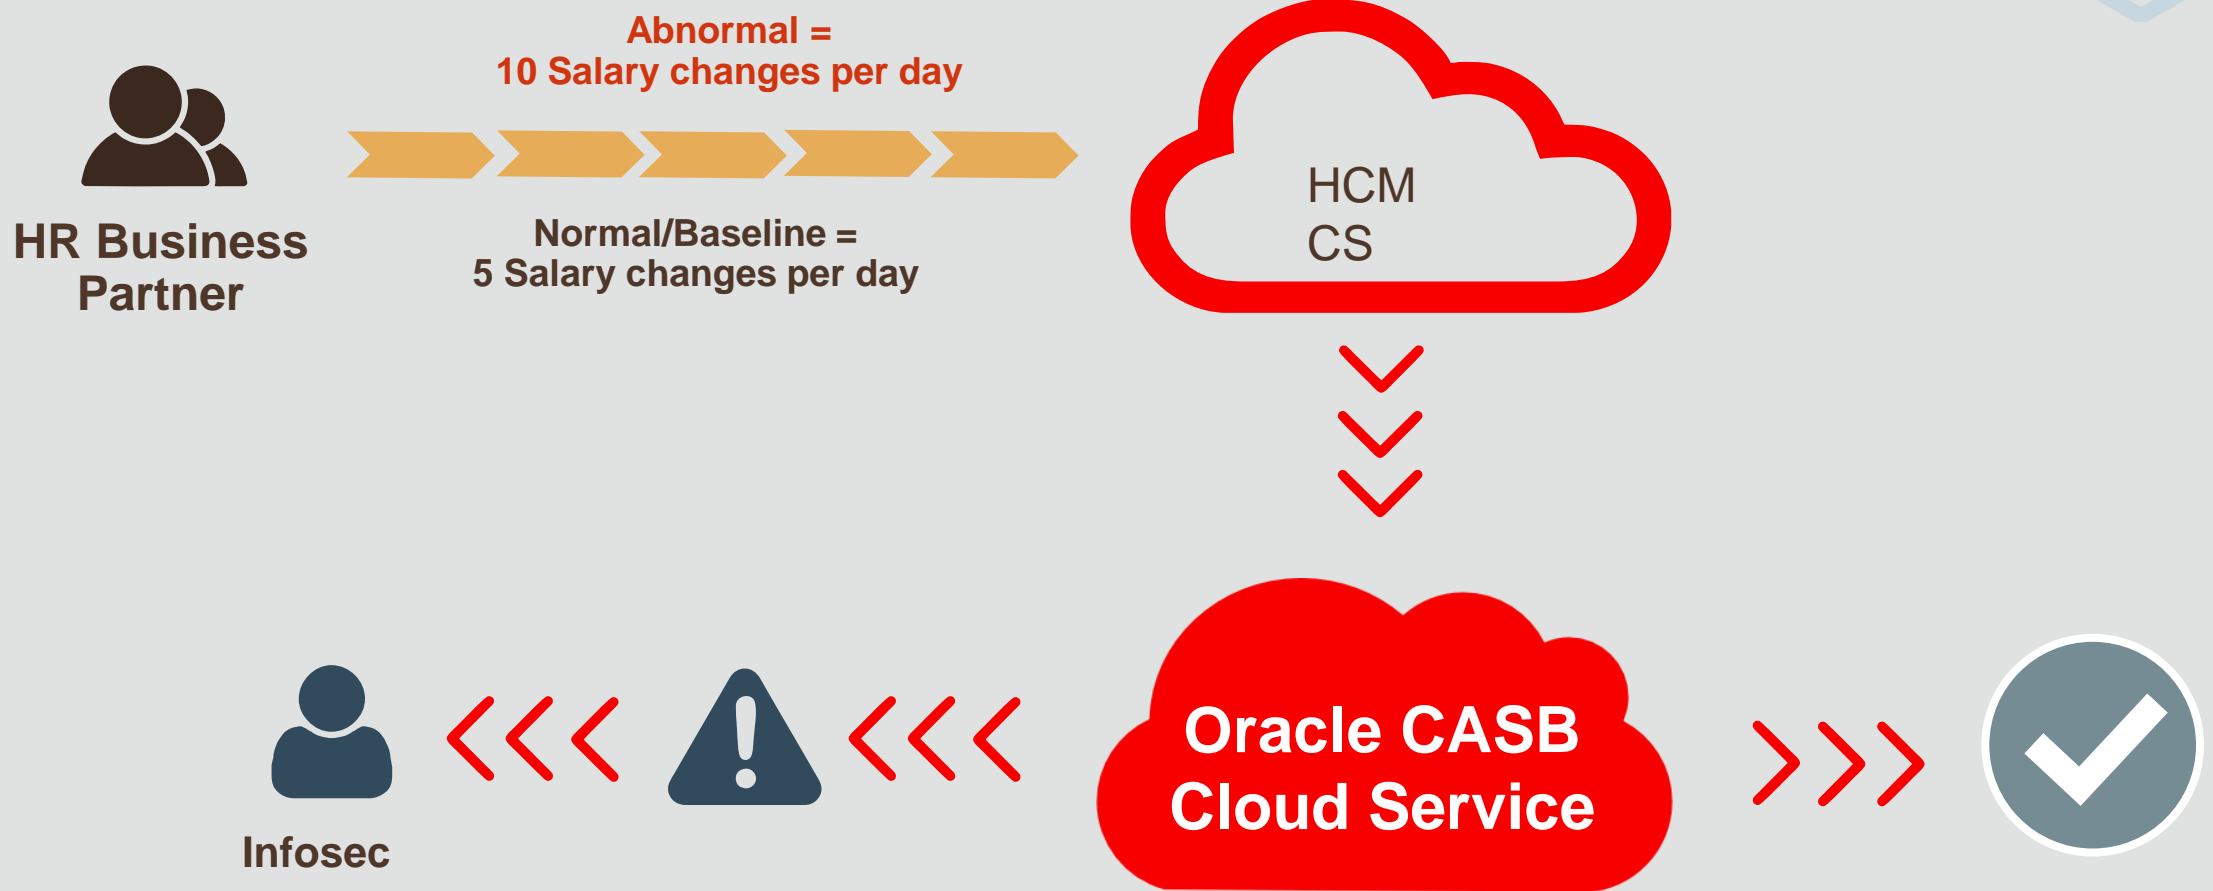 Abnormal =
10 Salary changes per day
HR Business
Partner
Normal/Baseline =
5 Salary changes per day
HCM
CS
Oracle CASB
Cloud Service
Infosec